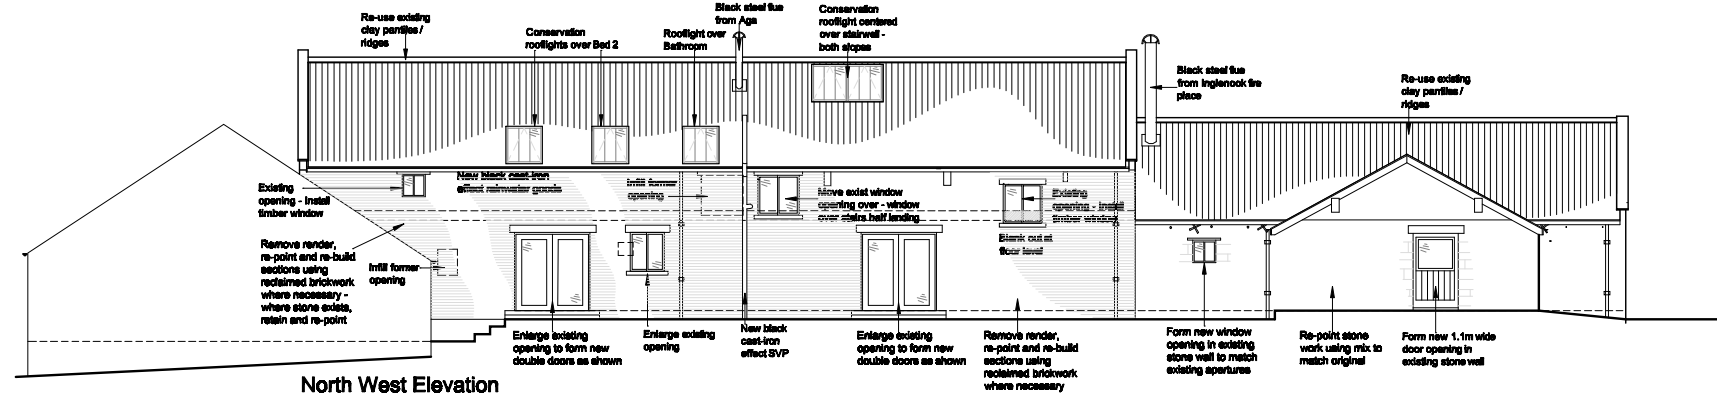 Re-use existing
clay pantiles /
ridges
Conservation
rooflights over Bed 2
Rooflight over
Bathroom
Black steel flue
from Aga
Conservation
rooflight centered
over stairwell -
both slopes
Black steel flue
from Inglenook fire
place
Re-use existing
clay pantiles /
ridges
Existing
opening - install
timber window
New black cast-iron
effect rainwater goods
Infill former
opening
Move exist window
opening over - window
over stairs half landing
Existing
opening - install
timber window
Blank out at
floor level
Remove render,
re-point and re-build
sections using
reclaimed brickwork
where necessary -
where stone exists,
retain and re-point
Infill former
opening
Enlarge existing
opening to form new
double doors as shown
Enlarge existing
opening
New black
cast-iron
effect SVP
Enlarge existing
opening to form new
double doors as shown
Remove render,
re-point and re-build
sections using
reclaimed brickwork
where necessary
Form new window
opening in existing
stone wall to match
existing apertures
Re-point stone
work using mix to
match original
Form new 1.1m wide
door opening in
existing stone wall
North West Elevation